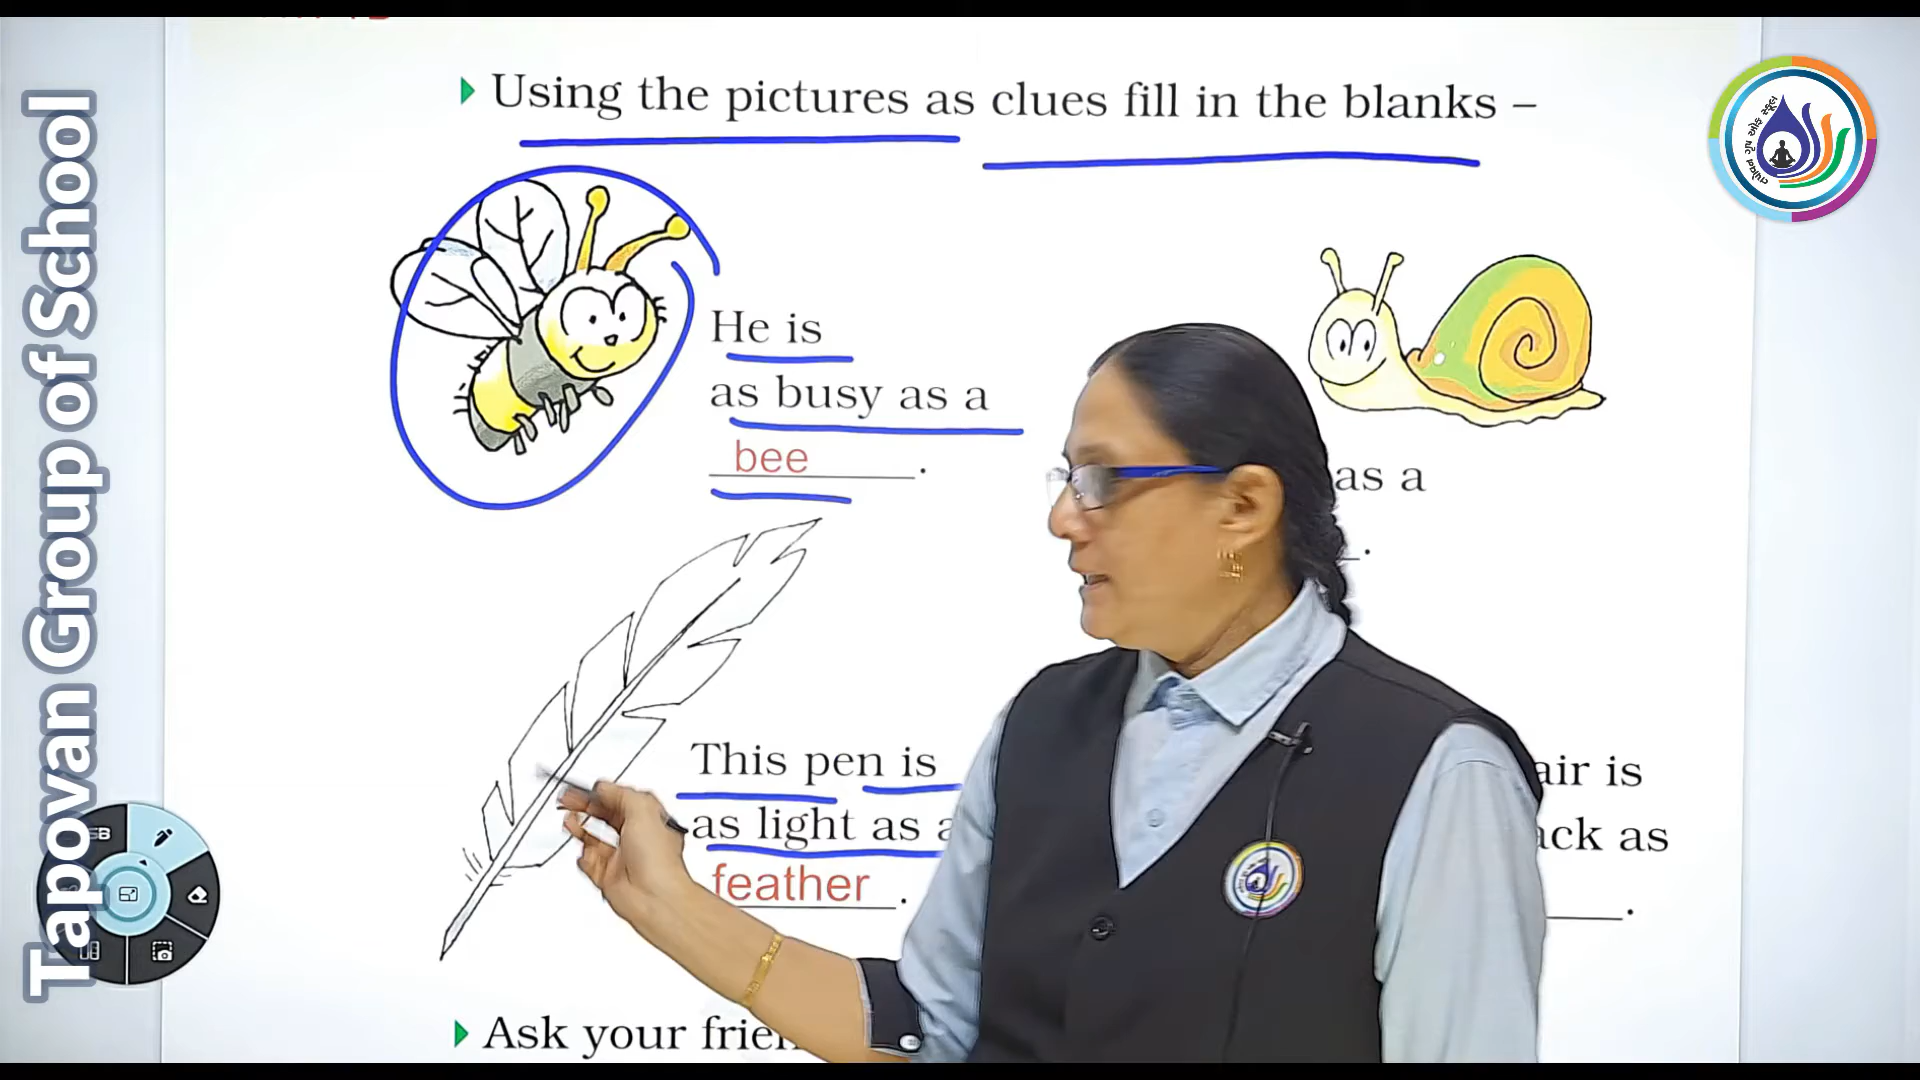 Tapovan Group of School
Using the pictures as clues fill in the blanks –
He is
as busy as a
bee.
as a
.
This pen is
as light as a
feather.
air is
ack as
.
Ask your frien